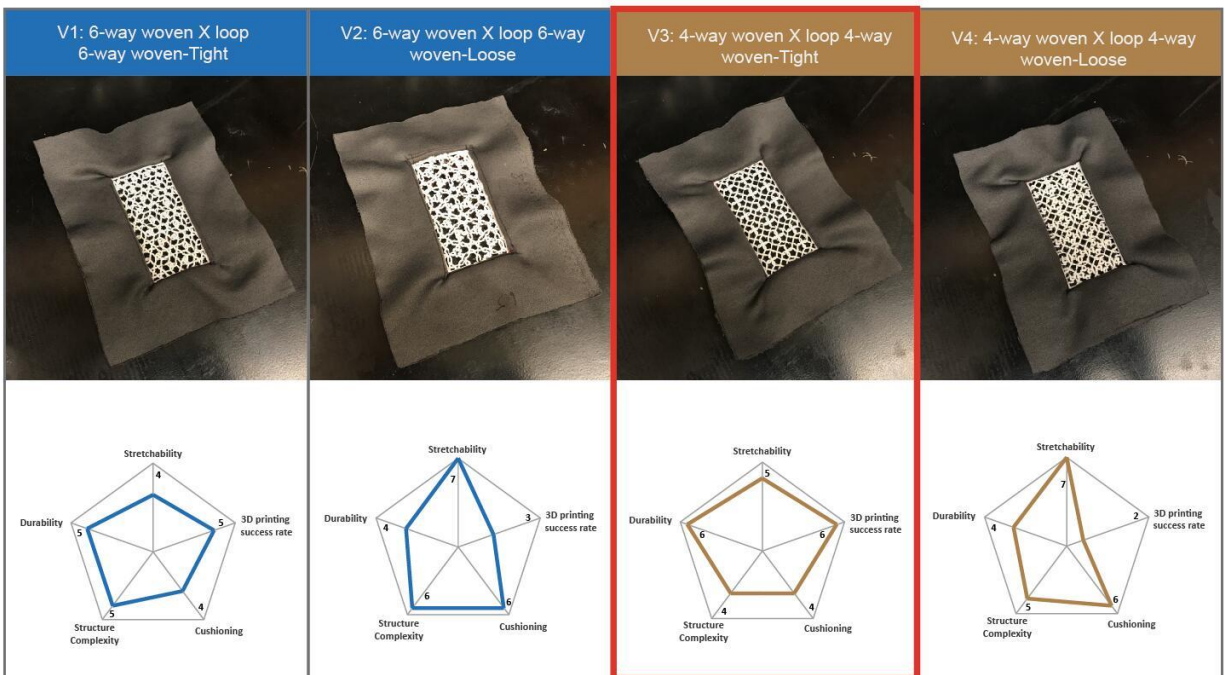 V1: 6-way woven X loop
6-way woven-Tight
V2: 6-way woven X loop 6-way
woven-Loose
V3: 4-way woven X loop 4-way
woven-Tight
V4: 4-way woven X loop 4-way
woven-Loose
Stretchability
4
Durability
5
5
3D printing
success rate
5
4
Structure
Complexity
Cushioning
Stretchability
7
Durability
4
3
3D printing
success rate
6
6
Structure
Complexity
Cushioning
Stretchability
5
Durability
6
6
3D printing
success rate
4
4
Structure
Complexity
Cushioning
Stretchability
7
Durability
4
2
3D printing
success rate
5
6
Structure
Complexity
Cushioning